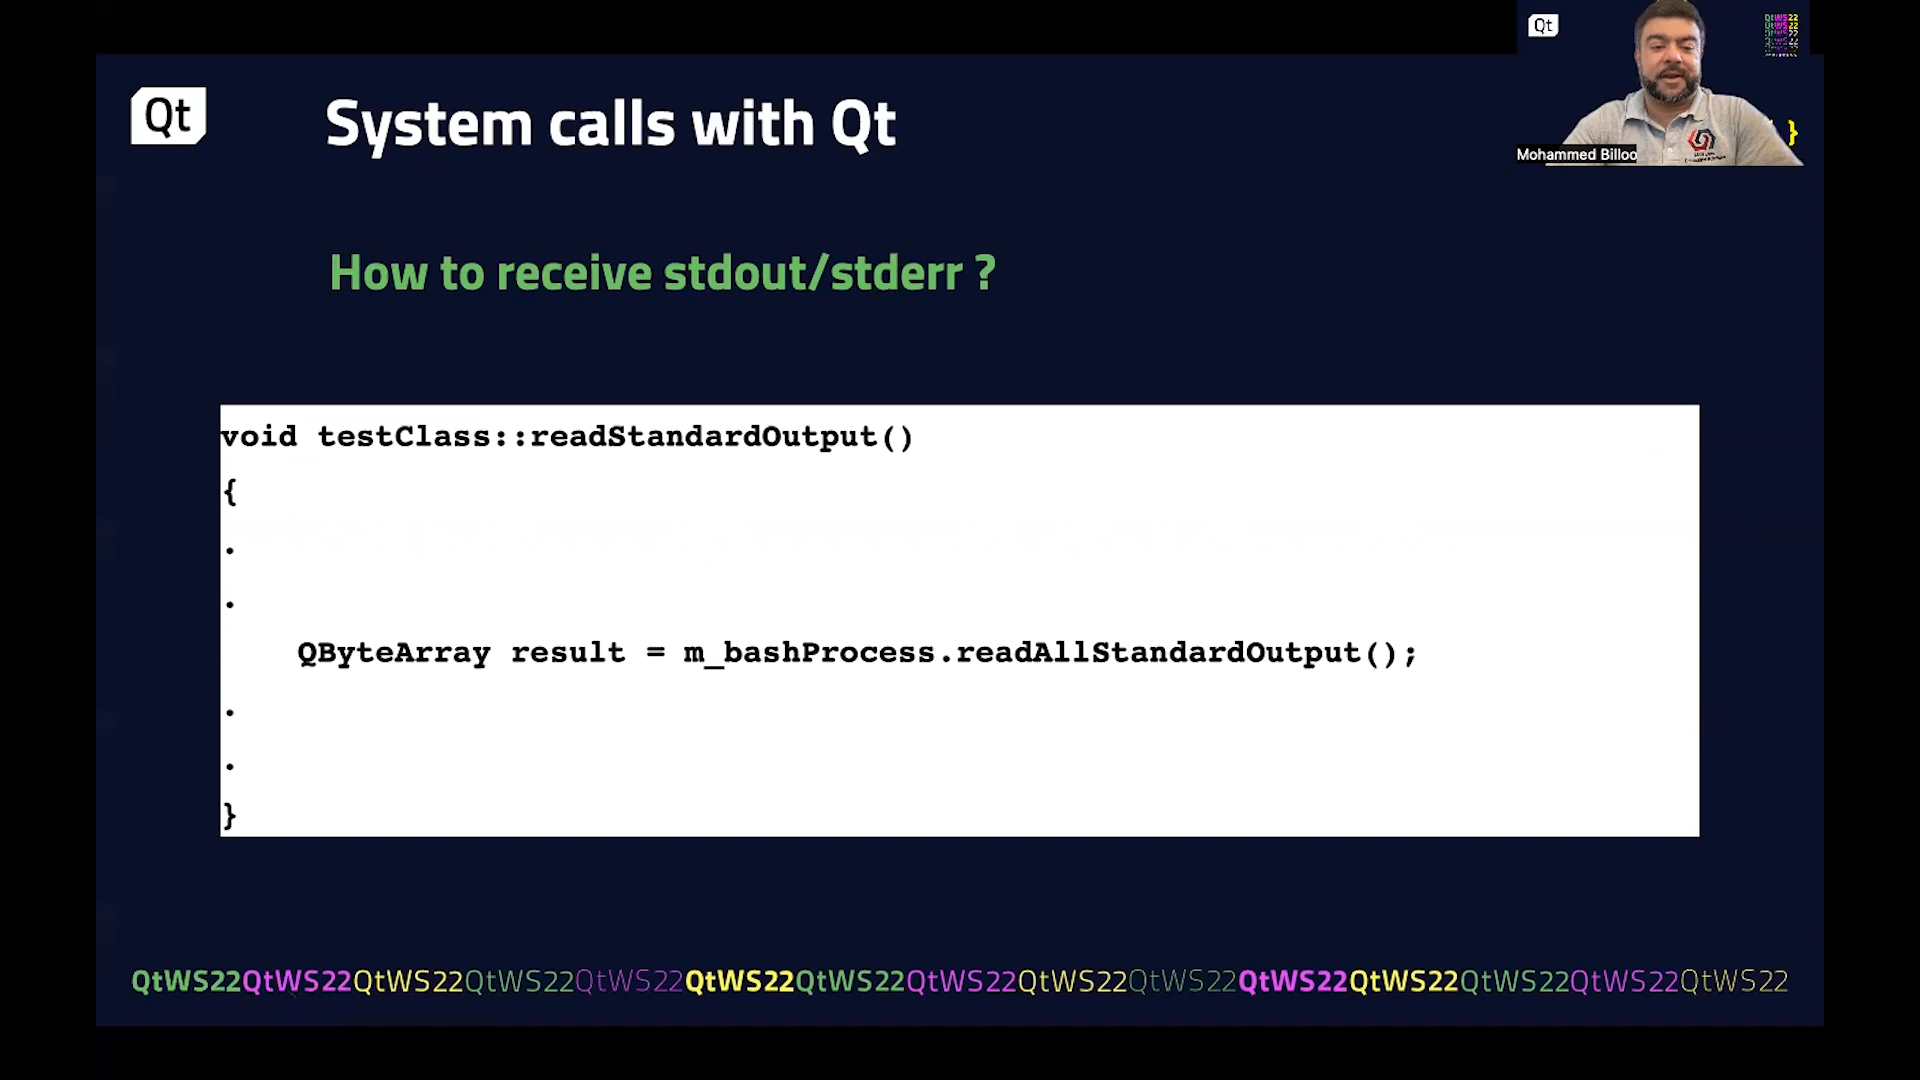 Qt
System calls with Qt
Qt
Mohammed Billoo
}
How to receive stdout/stderr ?
void testClass::readStandardOutput()
{
.
.
QByteArray result = m_bashProcess.readAllStandardOutput();
.
.
}
QtWS22QtWS22QtWS22QtWS22QtWS22QtWS22QtWS22QtWS22QtWS22QtWS22QtWS22QtWS22QtWS22QtWS22QtWS22